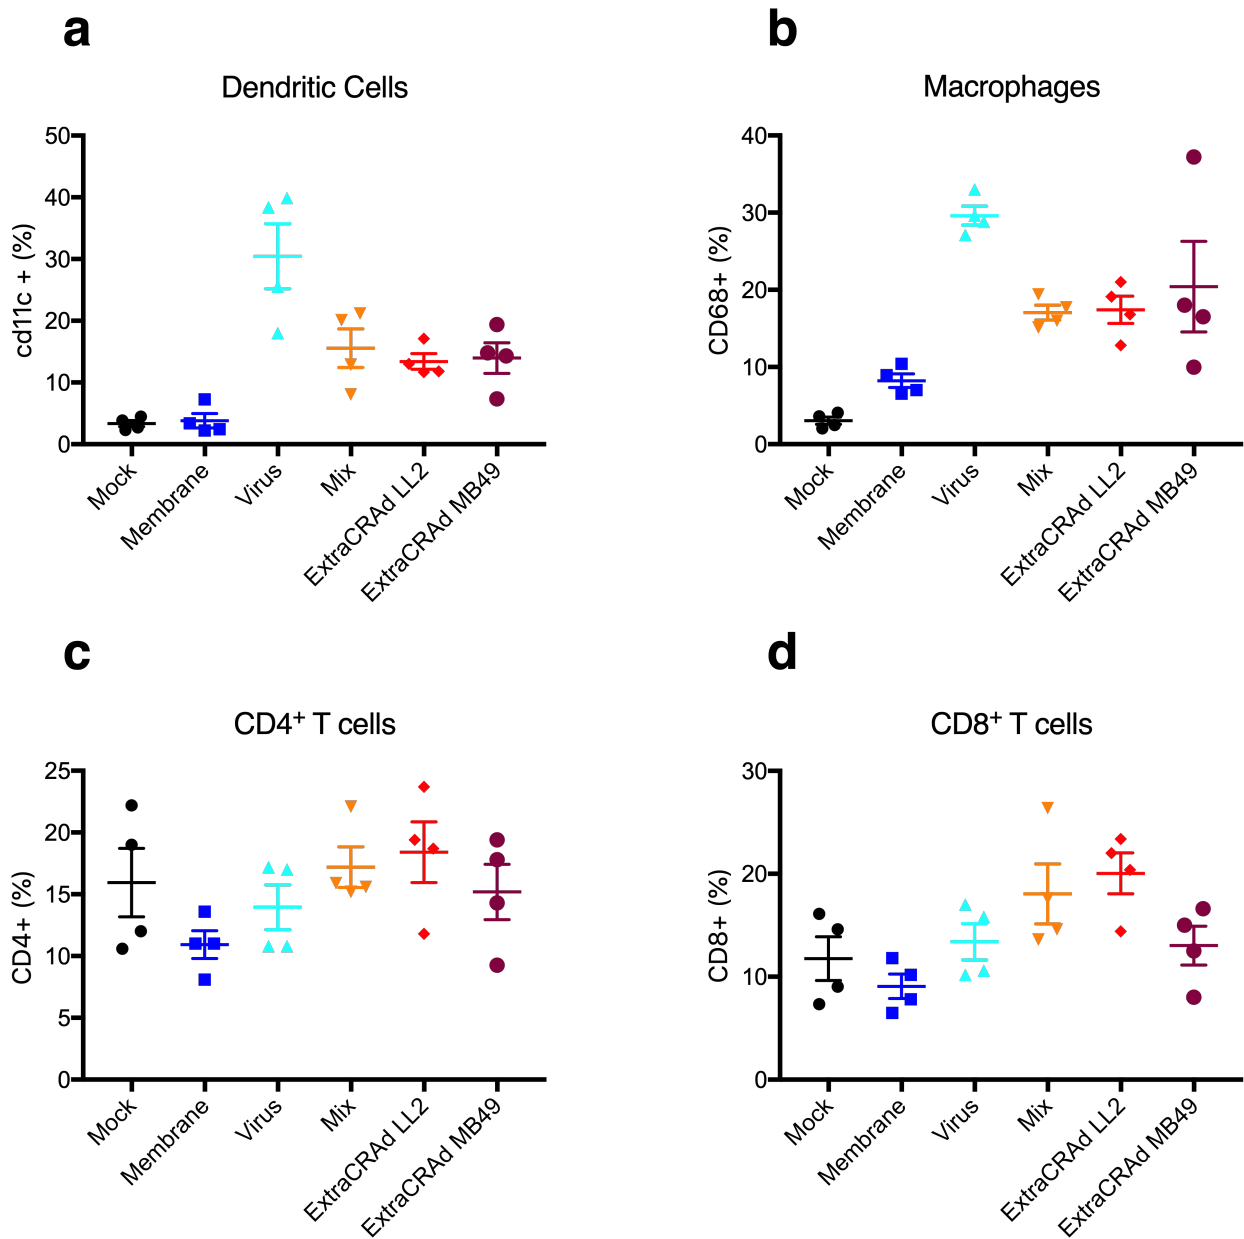 a
Dendritic Cells
cd11c + (%)
50
40
30
20
10
0
Mock
Membrane
Virus
Mix
ExtraCRAd LL2
ExtraCRAd MB49
b
Macrophages
CD68+ (%)
40
30
20
10
0
Mock
Membrane
Virus
Mix
ExtraCRAd LL2
ExtraCRAd MB49
c
CD4⁺ T cells
CD4+ (%)
25
20
15
10
5
0
Mock
Membrane
Virus
Mix
ExtraCRAd LL2
ExtraCRAd MB49
d
CD8⁺ T cells
CD8+ (%)
30
20
10
0
Mock
Membrane
Virus
Mix
ExtraCRAd LL2
ExtraCRAd MB49